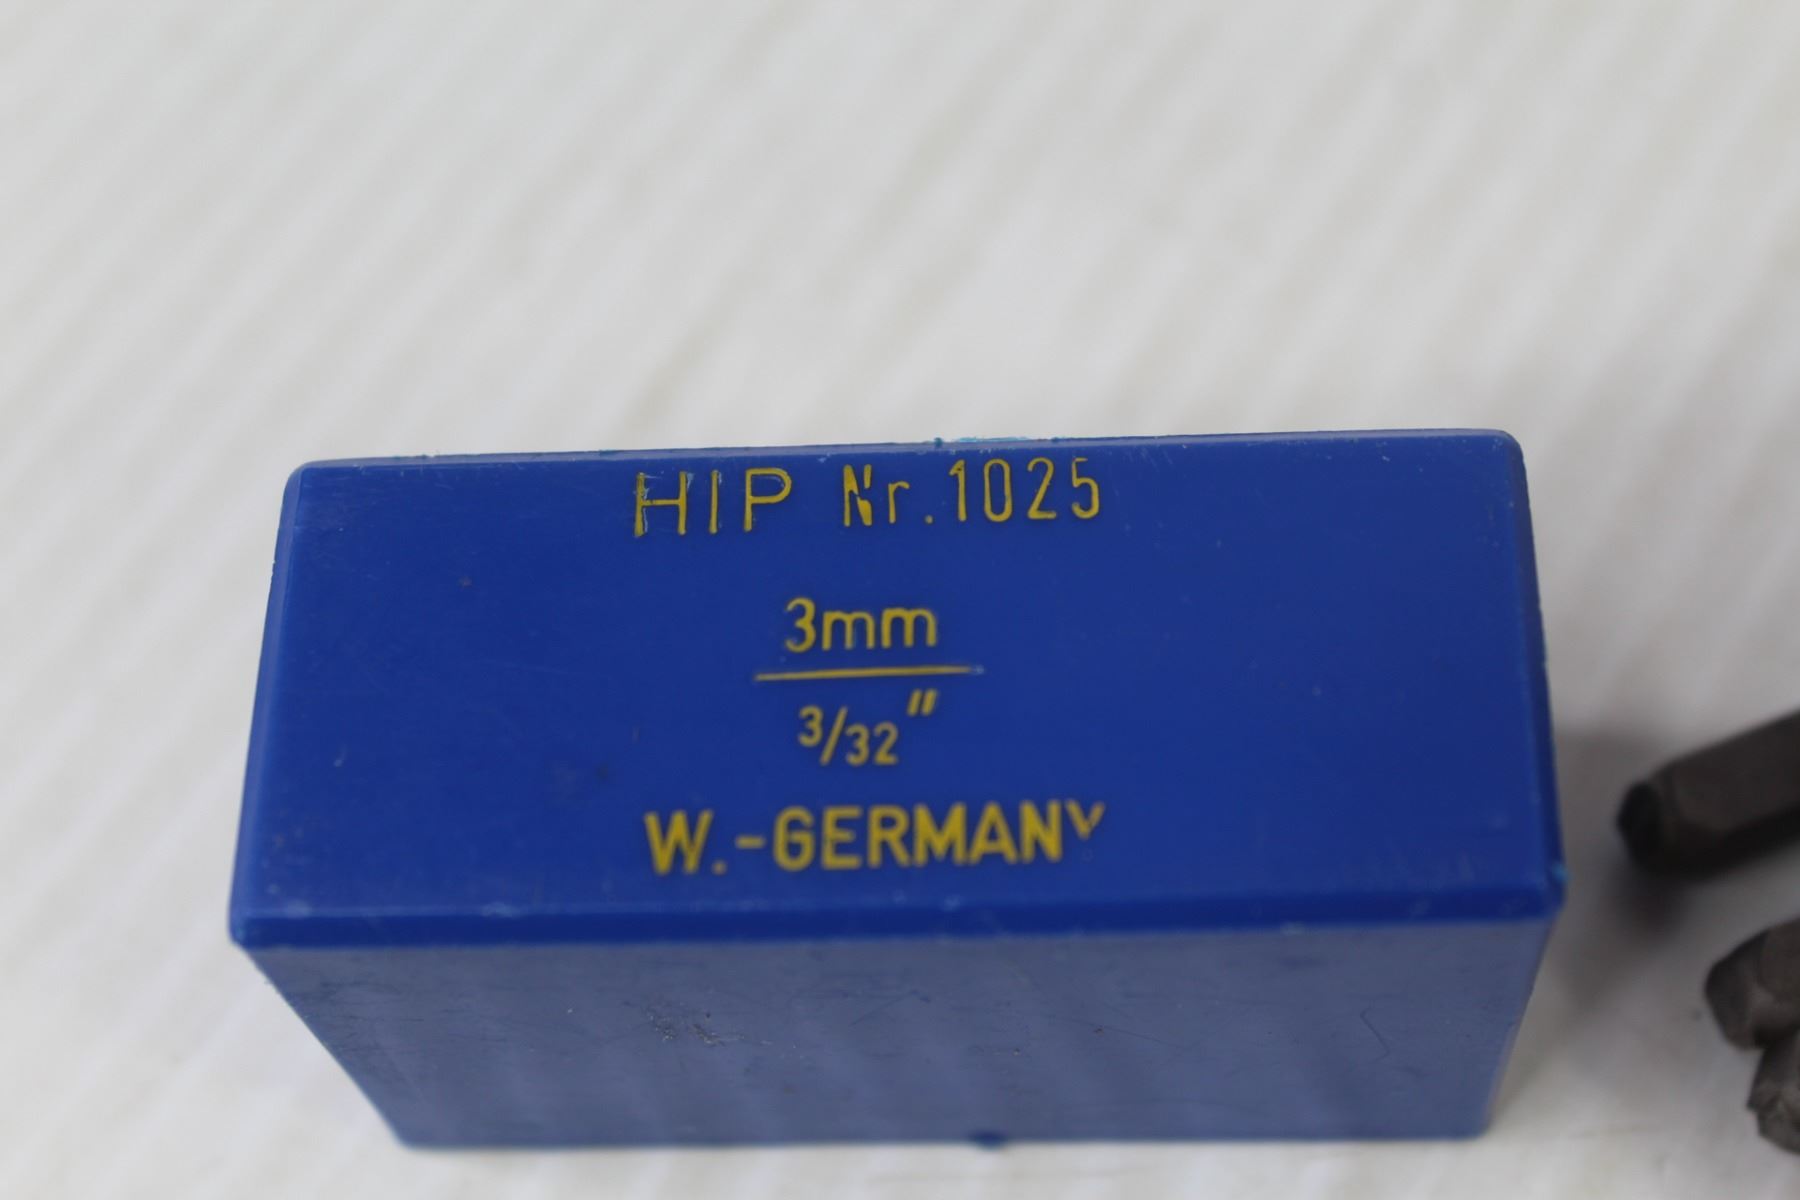 HIP Nr. 1025
3mm
3/32"
W.-GERMANY